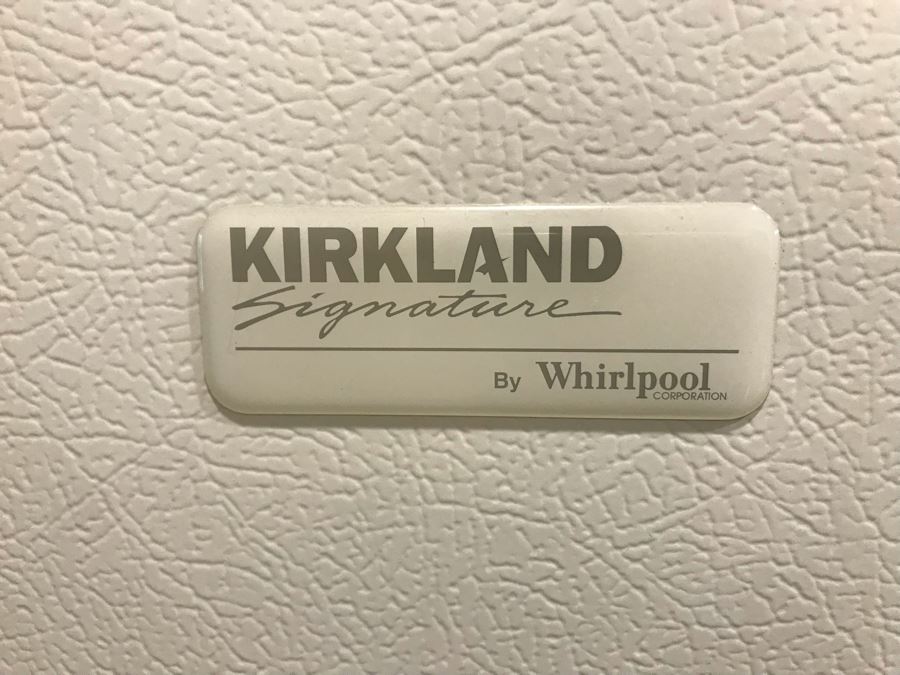 KIRKLAND
Signature
By Whirlpool
CORPORATION